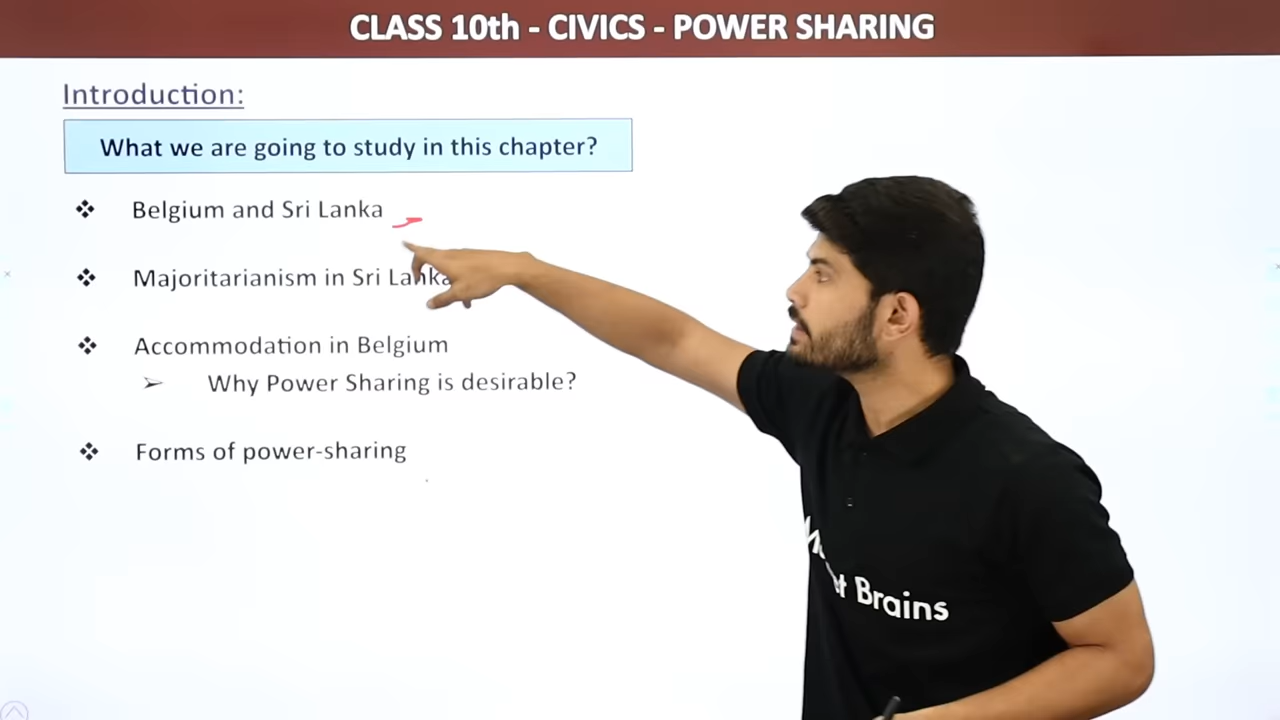 CLASS 10th - CIVICS - POWER SHARING
Introduction:
What we are going to study in this chapter?
❖ Belgium and Sri Lanka
❖ Majoritarianism in Sri Lanka
❖ Accommodation in Belgium
➢ Why Power Sharing is desirable?
❖ Forms of power-sharing
Brains